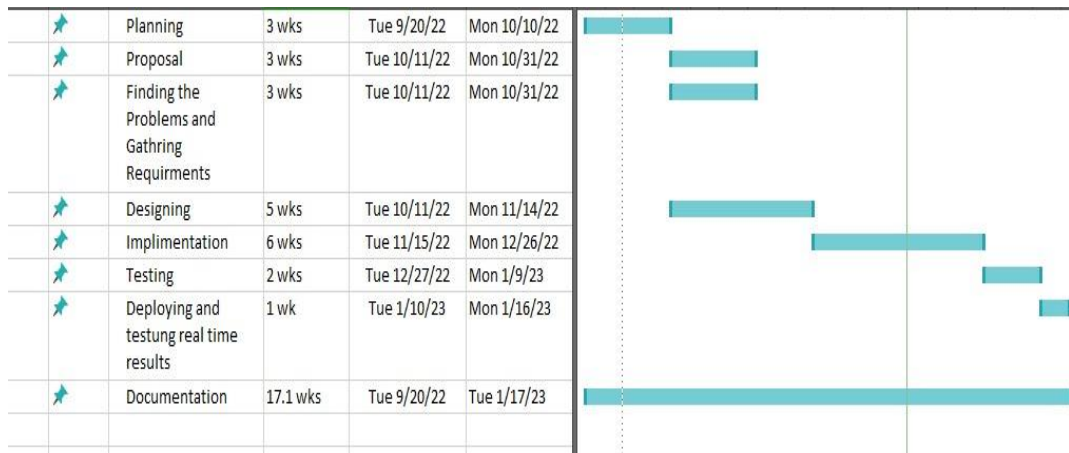 Planning 3 wks Tue 9/20/22 Mon 10/10/22
Proposal 3 wks Tue 10/11/22 Mon 10/31/22
Finding the 3 wks Tue 10/11/22 Mon 10/31/22
Problems and
Gathring
Requirments
Designing 5 wks Tue 10/11/22 Mon 11/14/22
Implimentation 6 wks Tue 11/15/22 Mon 12/26/22
Testing 2 wks Tue 12/27/22 Mon 1/9/23
Deploying and 1 wk Tue 1/10/23 Mon 1/16/23
testung real time
results
Documentation 17.1 wks Tue 9/20/22 Tue 1/17/23